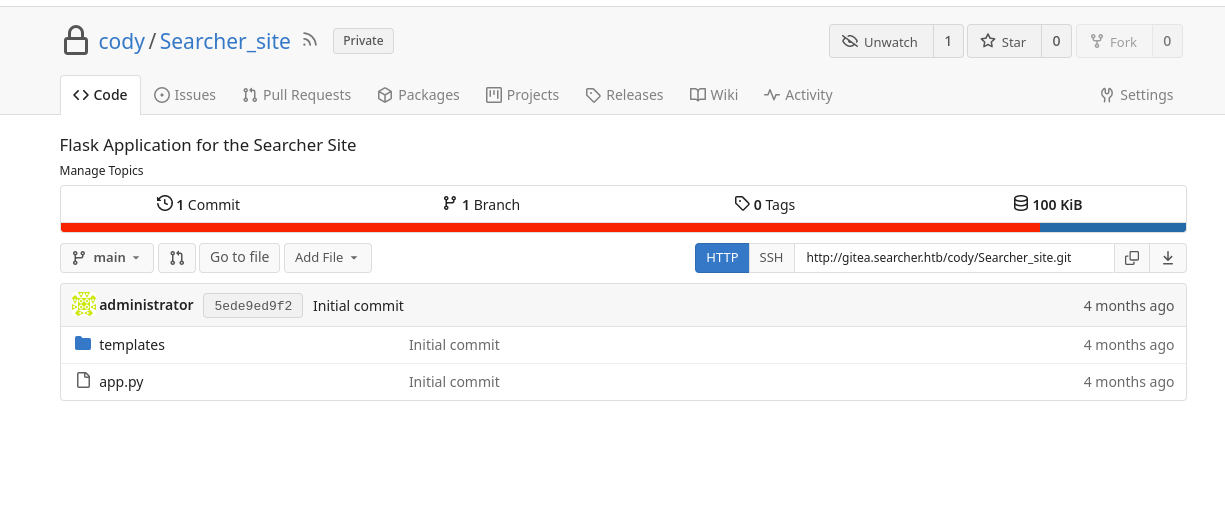 cody / Searcher_site Private Unwatch 1 Star 0 Fork 0
Code Issues Pull Requests Packages Projects Releases Wiki Activity Settings
Flask Application for the Searcher Site
Manage Topics
1 Commit 1 Branch 0 Tags 100 KiB
main Go to file Add File HTTP SSH http://gitea.searcher.htb/cody/Searcher_site.git
administrator 5ede9ed9f2 Initial commit 4 months ago
templates Initial commit 4 months ago
app.py Initial commit 4 months ago